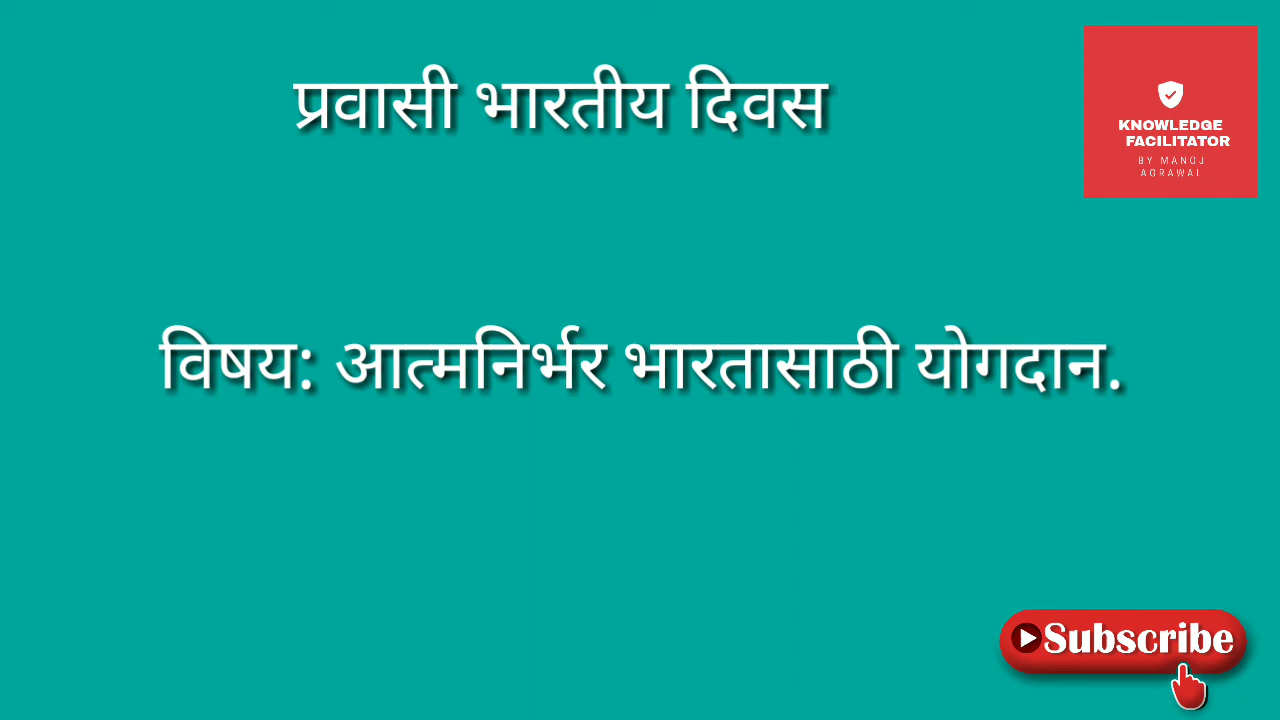 प्रवासी भारतीय दिवस
KNOWLEDGE
FACILITATOR
BY MANOJ
AGRAWAL
विषय: आत्मनिर्भर भारतासाठी योगदान.
Subscribe